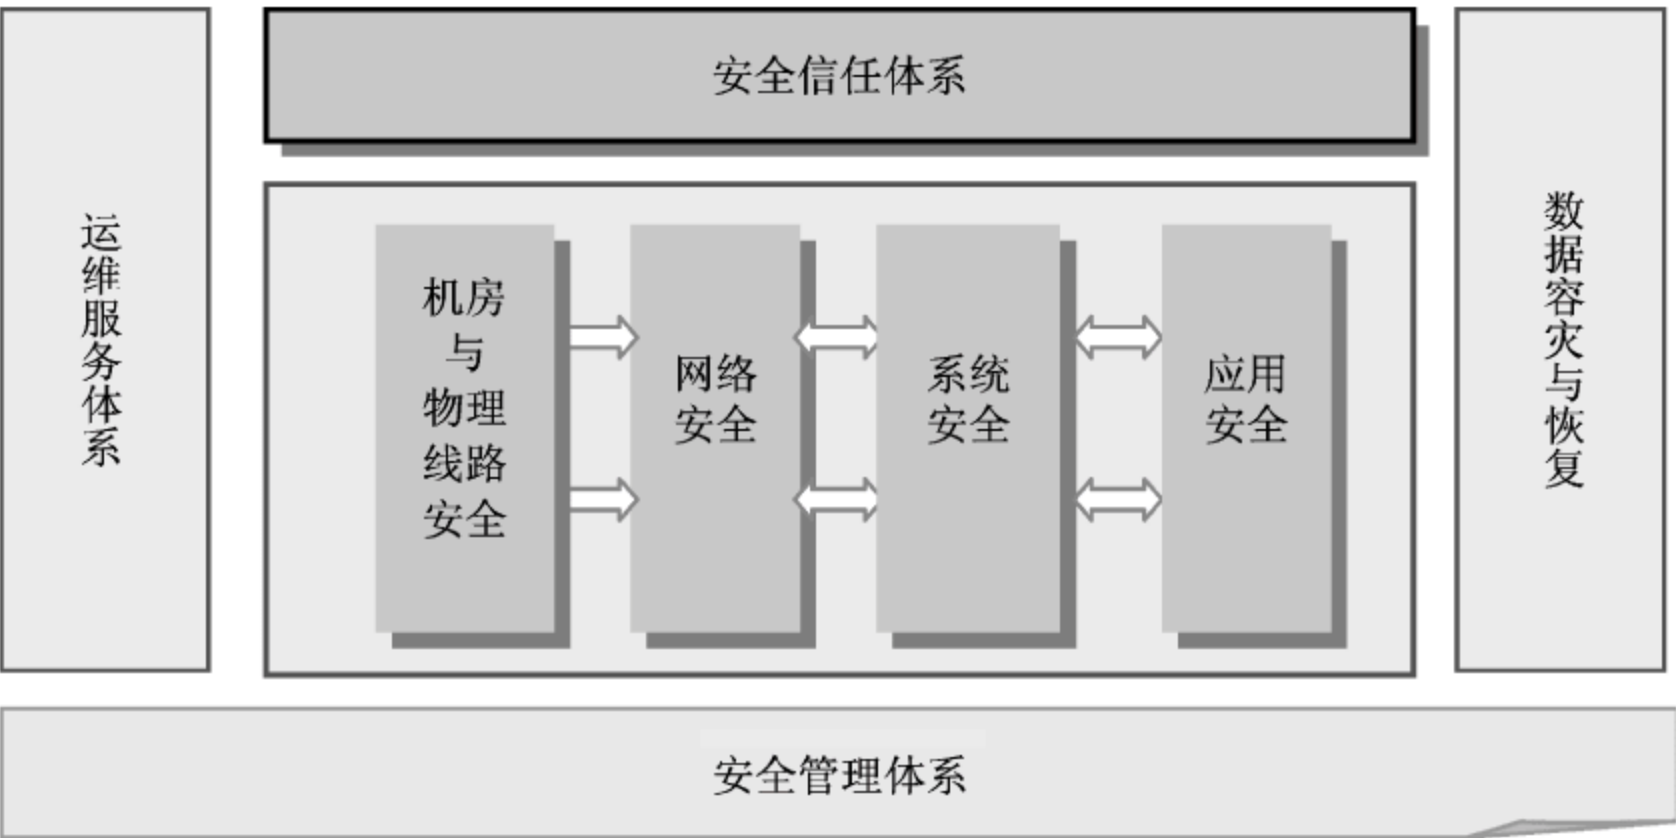 安全信任体系
运维服务体系
机房
与
物理
线路
安全
网络
安全
系统
安全
应用
安全
数据容灾与恢复
安全管理体系